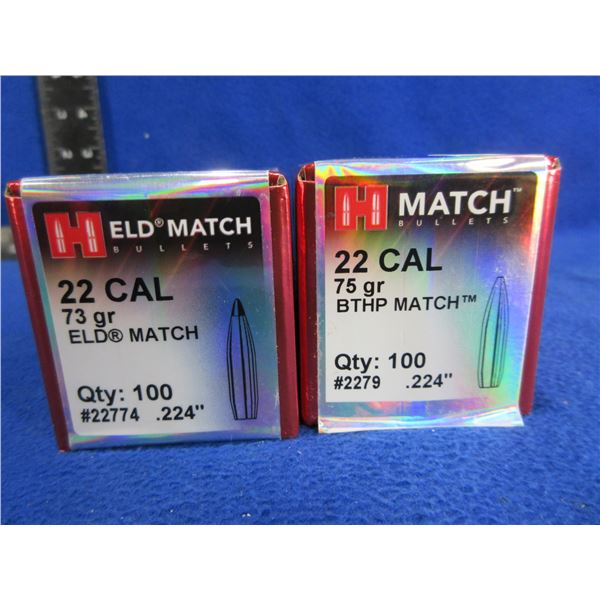 H ELD® MATCH
BULLETS
22 CAL
73 gr
ELD® MATCH
Qty: 100
#22774 .224"
H MATCH™
BULLETS
22 CAL
75 gr
BTHP MATCH™
Qty: 100
#2279 .224"